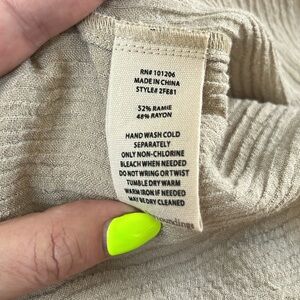 RN# 101206
MADE IN CHINA
STYLE# 2FE81
52% RAMIE
48% RAYON
HAND WASH COLD
SEPARATELY
ONLY NON-CHLORINE
BLEACH WHEN NEEDED
DO NOT WRING OR TWIST
TUMBLE DRY WARM
WARM IRON IF NEEDED
MAY BE DRY CLEANED